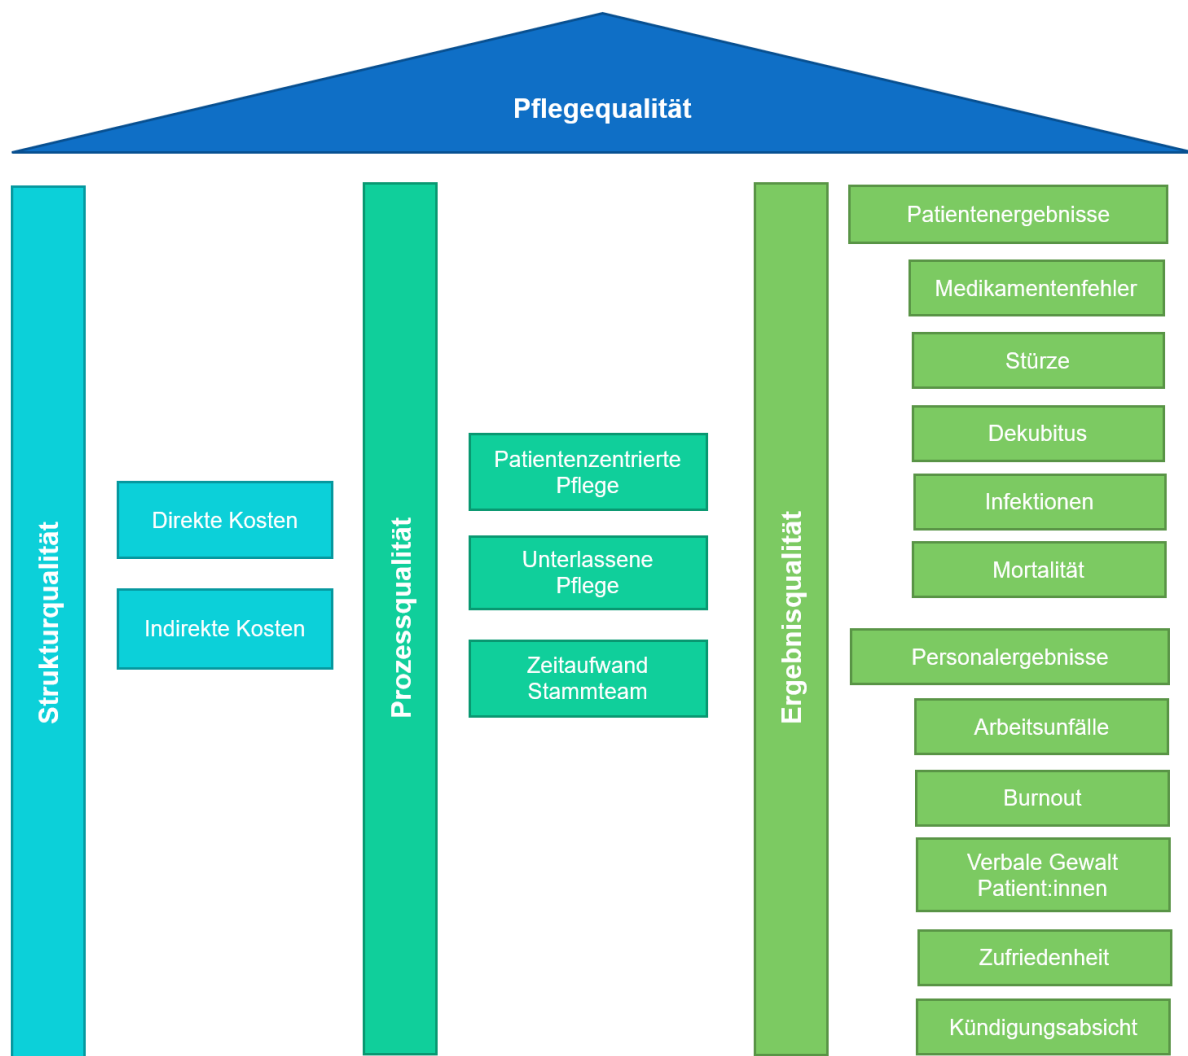 Pflegequalität
Strukturqualität
Direkte Kosten
Indirekte Kosten
Prozessqualität
Patientenzentrierte
Pflege
Unterlassene
Pflege
Zeitaufwand
Stammteam
Ergebnisqualität
Patientenergebnisse
Medikamentenfehler
Stürze
Dekubitus
Infektionen
Mortalität
Personalergebnisse
Arbeitsunfälle
Burnout
Verbale Gewalt
Patient:innen
Zufriedenheit
Kündigungsabsicht